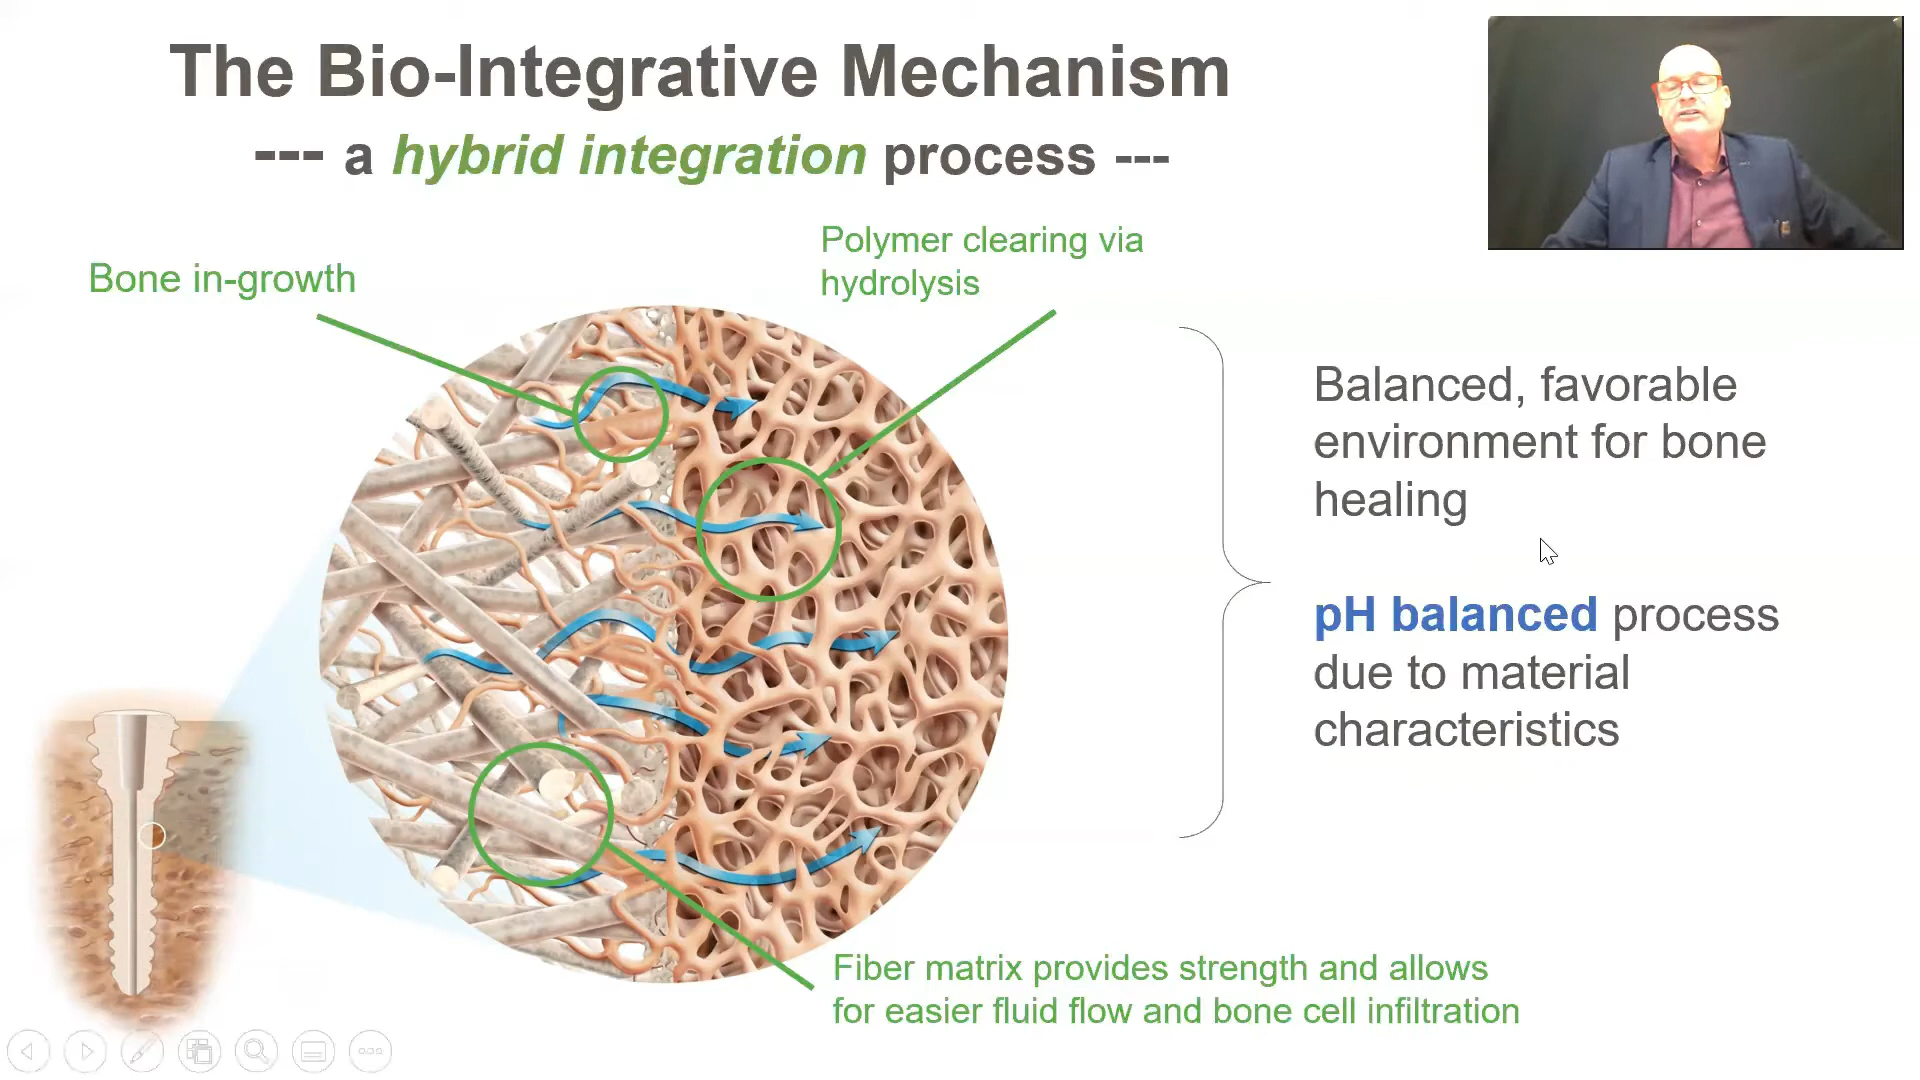 The Bio-Integrative Mechanism
--- a hybrid integration process ---
Bone in-growth
Polymer clearing via
hydrolysis
Balanced, favorable
environment for bone
healing
pH balanced process
due to material
characteristics
Fiber matrix provides strength and allows
for easier fluid flow and bone cell infiltration